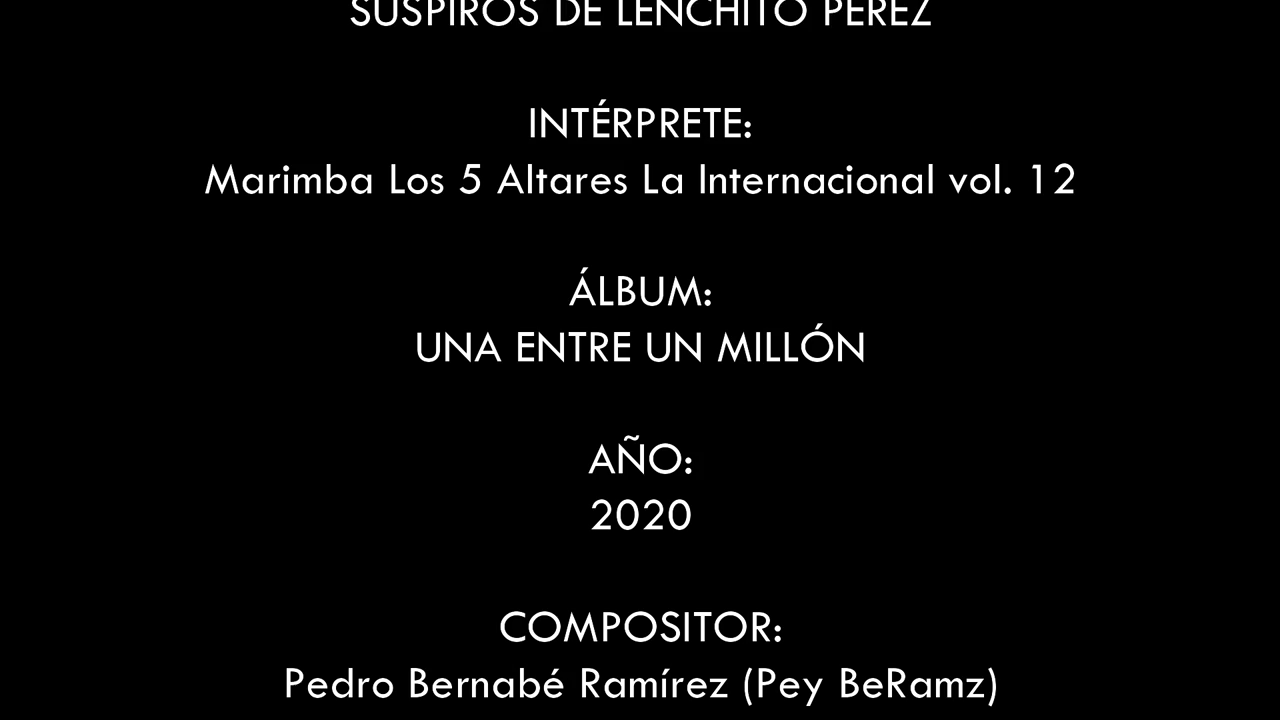 SUSPIROS DE LENCHITO PEREZ
INTÉRPRETE:
Marimba Los 5 Altares La Internacional vol. 12
ÁLBUM:
UNA ENTRE UN MILLÓN
AÑO:
2020
COMPOSITOR:
Pedro Bernabé Ramírez (Pey BeRamz)